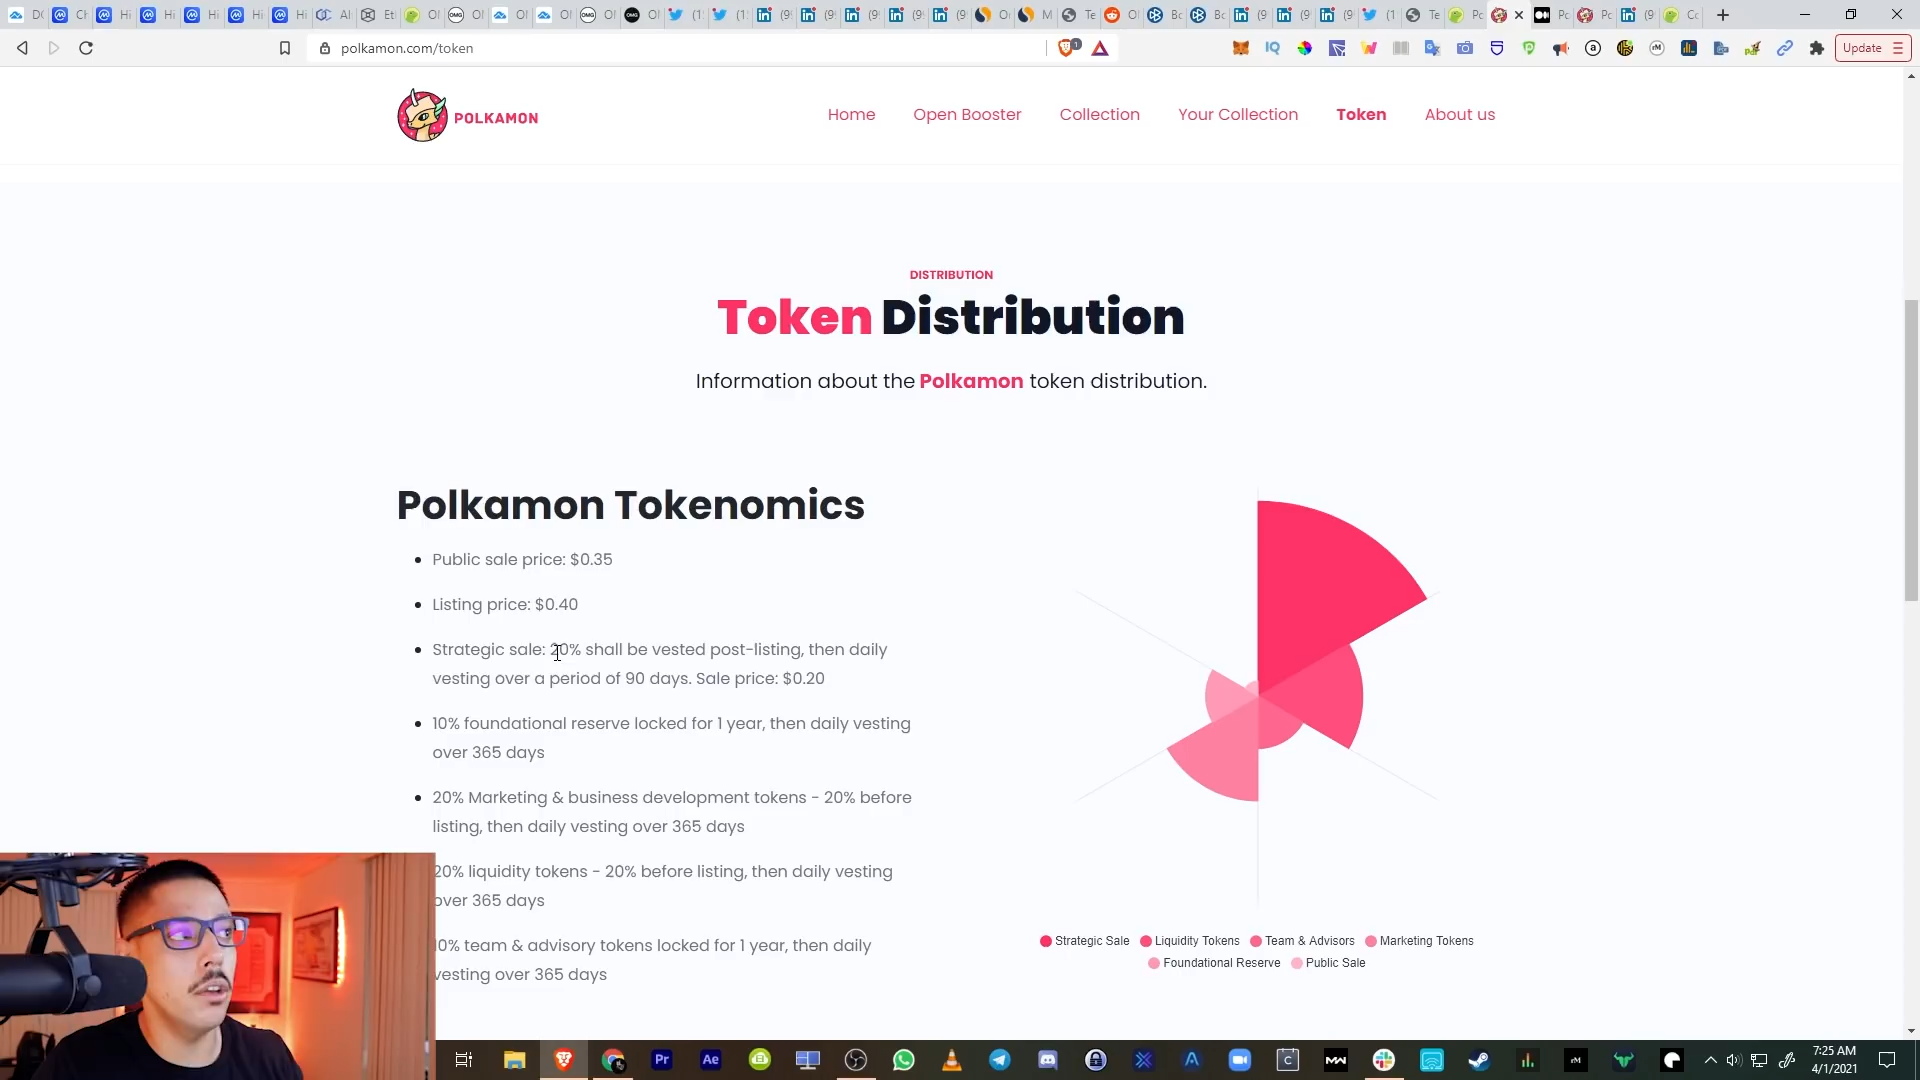 polkamon.com/token
Update
POLKAMON
Home
Open Booster
Collection
Your Collection
Token
About us
DISTRIBUTION
Token Distribution
Information about the Polkamon token distribution.
Polkamon Tokenomics
Public sale price: $0.35
Listing price: $0.40
Strategic sale: 20% shall be vested post-listing, then daily
vesting over a period of 90 days. Sale price: $0.20
10% foundational reserve locked for 1 year, then daily vesting
over 365 days
20% Marketing & business development tokens - 20% before
listing, then daily vesting over 365 days
20% liquidity tokens - 20% before listing, then daily vesting
over 365 days
10% team & advisory tokens locked for 1 year, then daily
vesting over 365 days
Strategic Sale
Liquidity Tokens
Team & Advisors
Marketing Tokens
Foundational Reserve
Public Sale
7:25 AM
4/1/2021